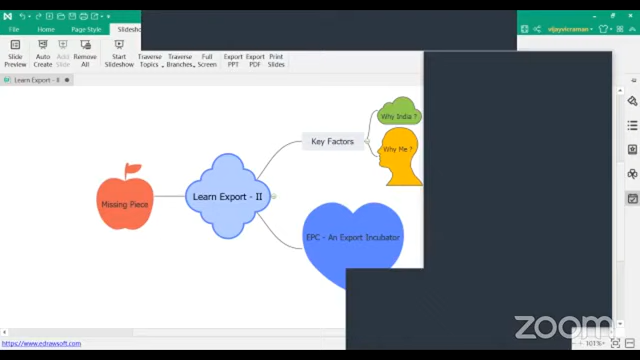 File
Home
Page Style
Slidesho
vijayviraman
Slide Preview
Auto Create
Add Slide
Remove All
Start Slideshow
Traverse Topics
Traverse Branches
Full Screen
Export PPT
Export PDF
Print Slides
Learn Export - II
Why India ?
Key Factors
Why Me ?
Missing Piece
Learn Export - II
EPC - An Export Incubator
https://www.edrawsoft.com
101%
zoom